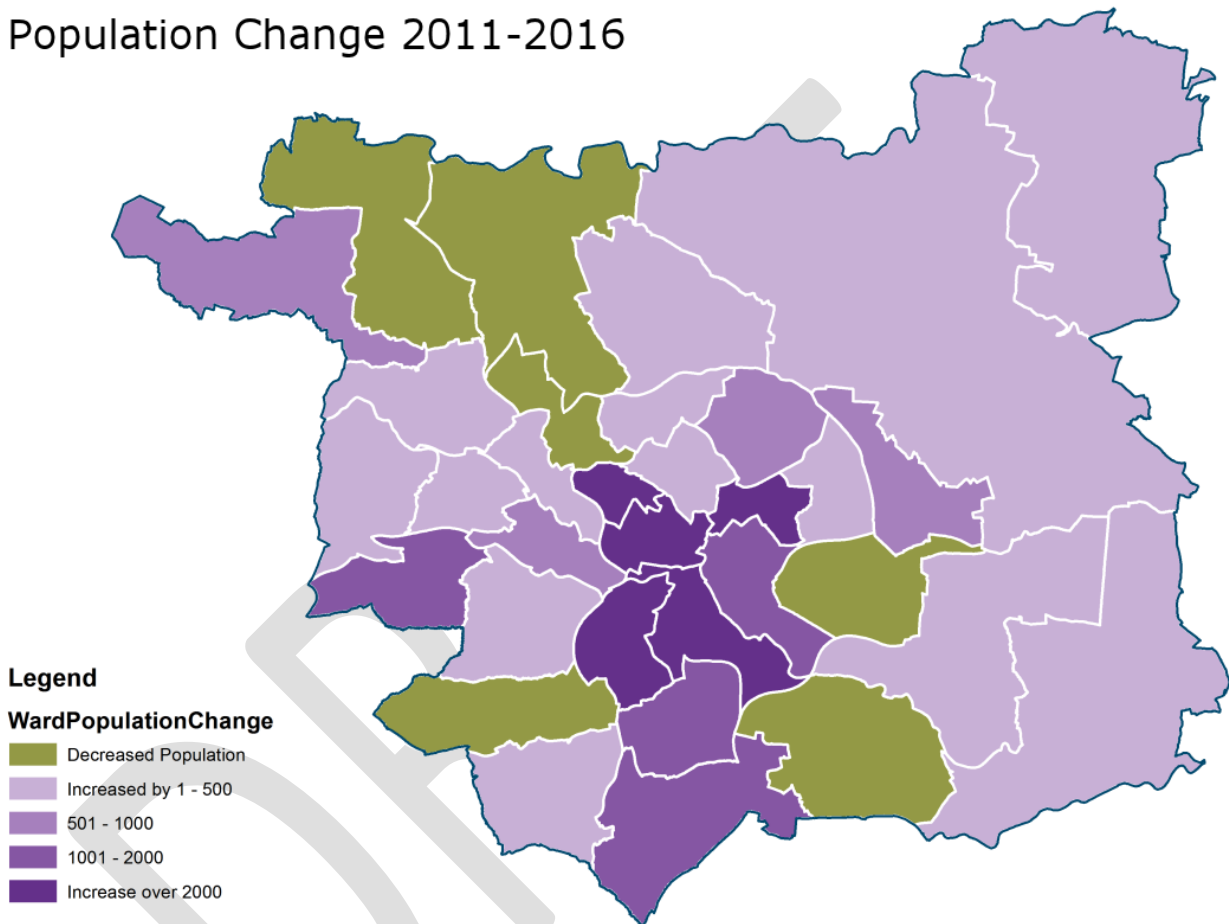 Population Change 2011-2016
Legend
WardPopulationChange
Decreased Population
Increased by 1 - 500
501 - 1000
1001 - 2000
Increase over 2000